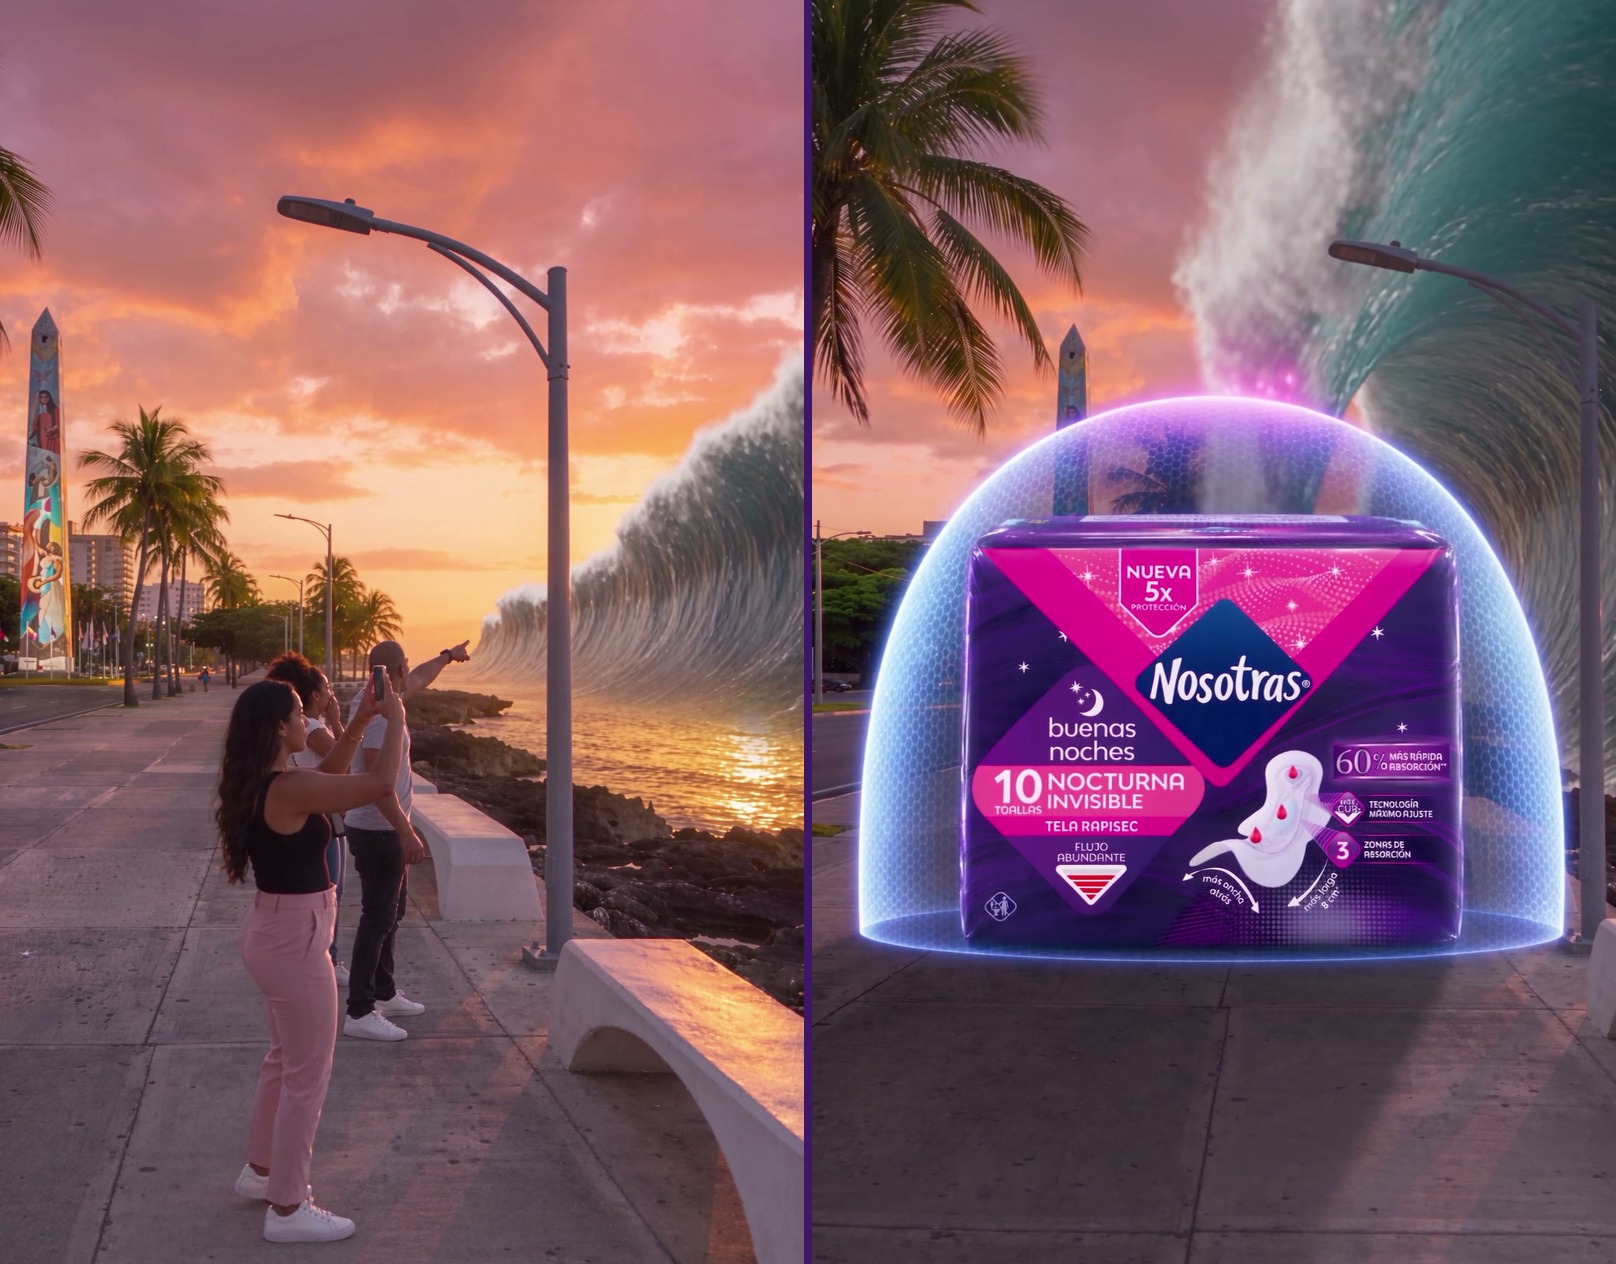 NUEVA
5x
PROTECCIÓN
Nosotras®
buenas
noches
10 TOALLAS
NOCTURNA
INVISIBLE
TELA RAPISEC
FLUJO
ABUNDANTE
60% MÁS RÁPIDA
ABSORCIÓN**
TECNOLOGÍA
MÁXIMO AJUSTE
3 ZONAS DE
ABSORCIÓN
más ancha
atrás
más larga
8 cm